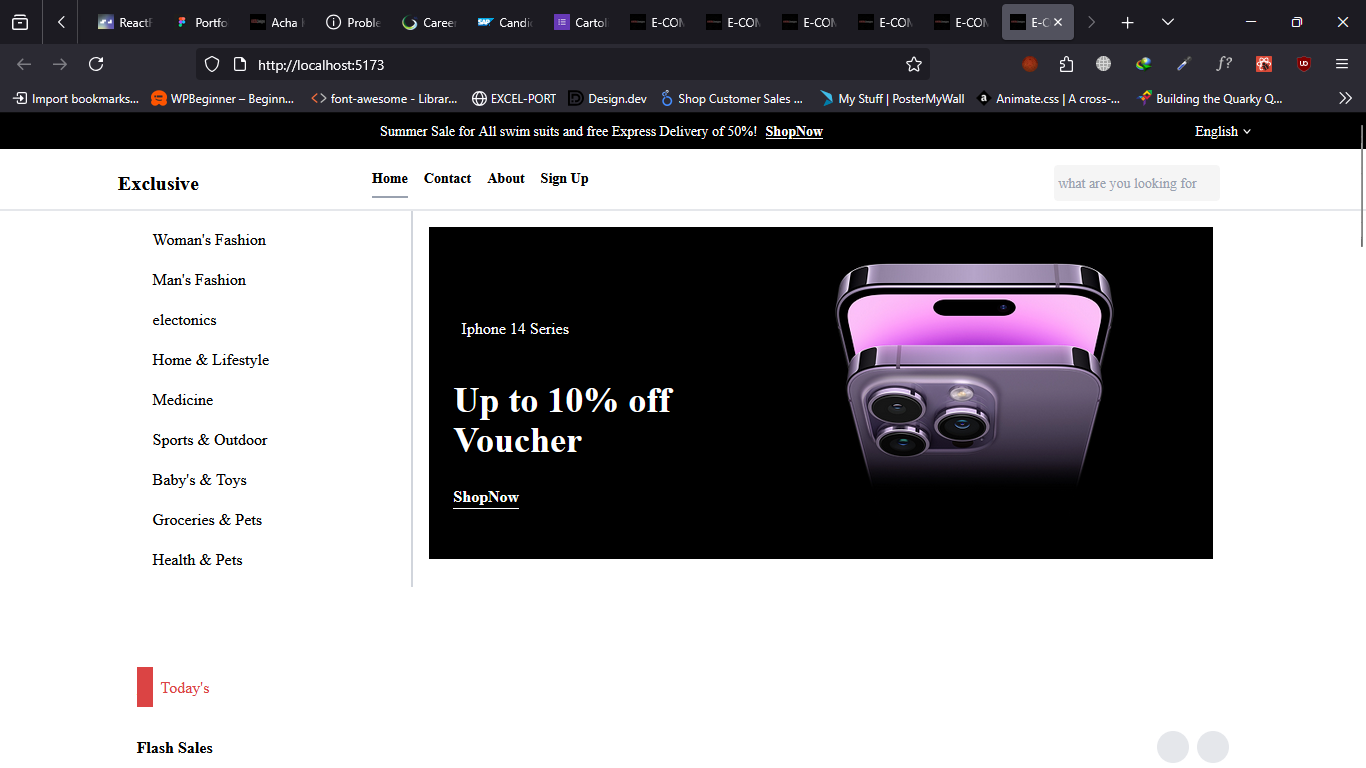 ReactF
Portfo
Acha
Proble
Career
Candi
Cartoli
E-COM
E-COM
E-COM
E-COM
E-COM
E-C
http://localhost:5173
Import bookmarks...
WPBeginner – Beginn...
font-awesome - Librar...
EXCEL-PORT
Design.dev
Shop Customer Sales ...
My Stuff | PosterMyWall
Animate.css | A cross-...
Building the Quarky Q...
Summer Sale for All swim suits and free Express Delivery of 50%! ShopNow
English
Exclusive
Home
Contact
About
Sign Up
what are you looking for
Woman's Fashion
Man's Fashion
electonics
Home & Lifestyle
Medicine
Sports & Outdoor
Baby's & Toys
Groceries & Pets
Health & Pets
Iphone 14 Series
Up to 10% off
Voucher
ShopNow
Today's
Flash Sales